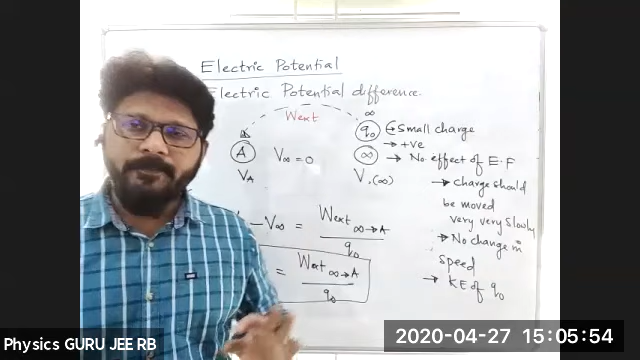 Electric Potential
Electric Potential difference.
∞
Wext
q₀ → Small charge
→ +ve
A V∞ = 0
∞ → No effect of E.F
VA V(∞)
→ charge should
be moved
very very slowly
→ No change in
speed
→ KE of q₀
– V∞ = Wext ∞→A / q₀
= Wext ∞→A / q₀
Physics GURU JEE RB
2020-04-27 15:05:54